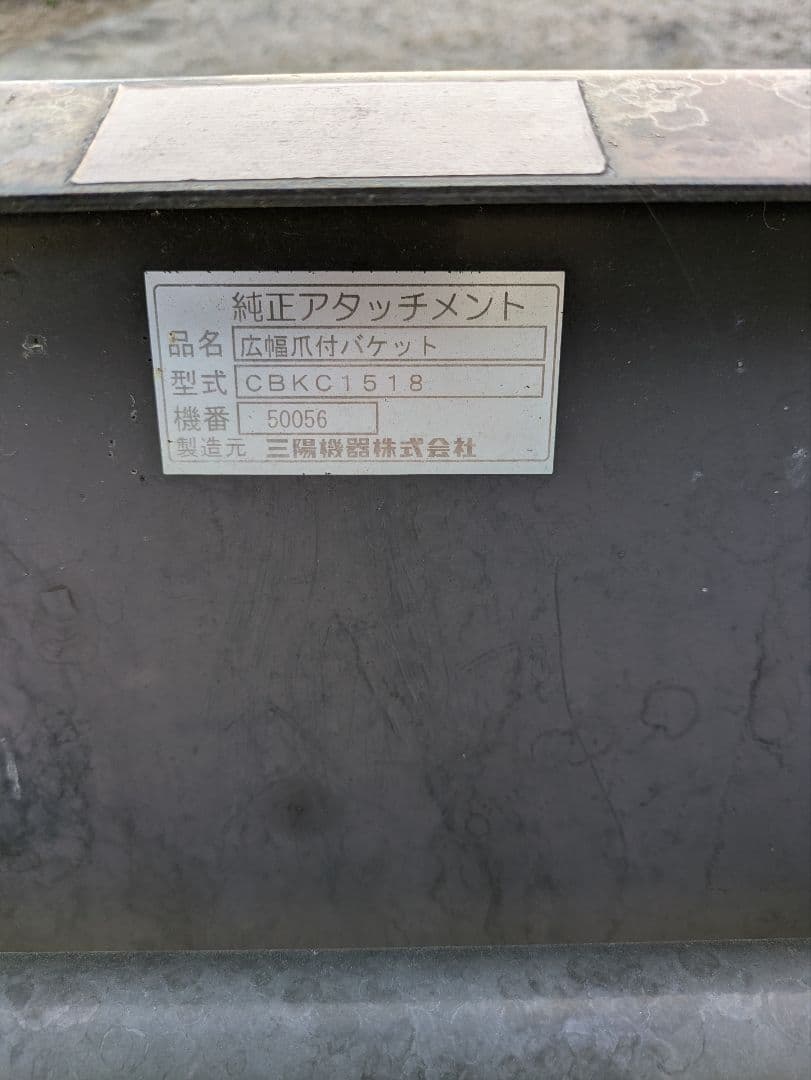 純正アタッチメント
品名 広幅爪付バケット
型式 CBKC1518
機番 50056
製造元 三陽機器株式会社